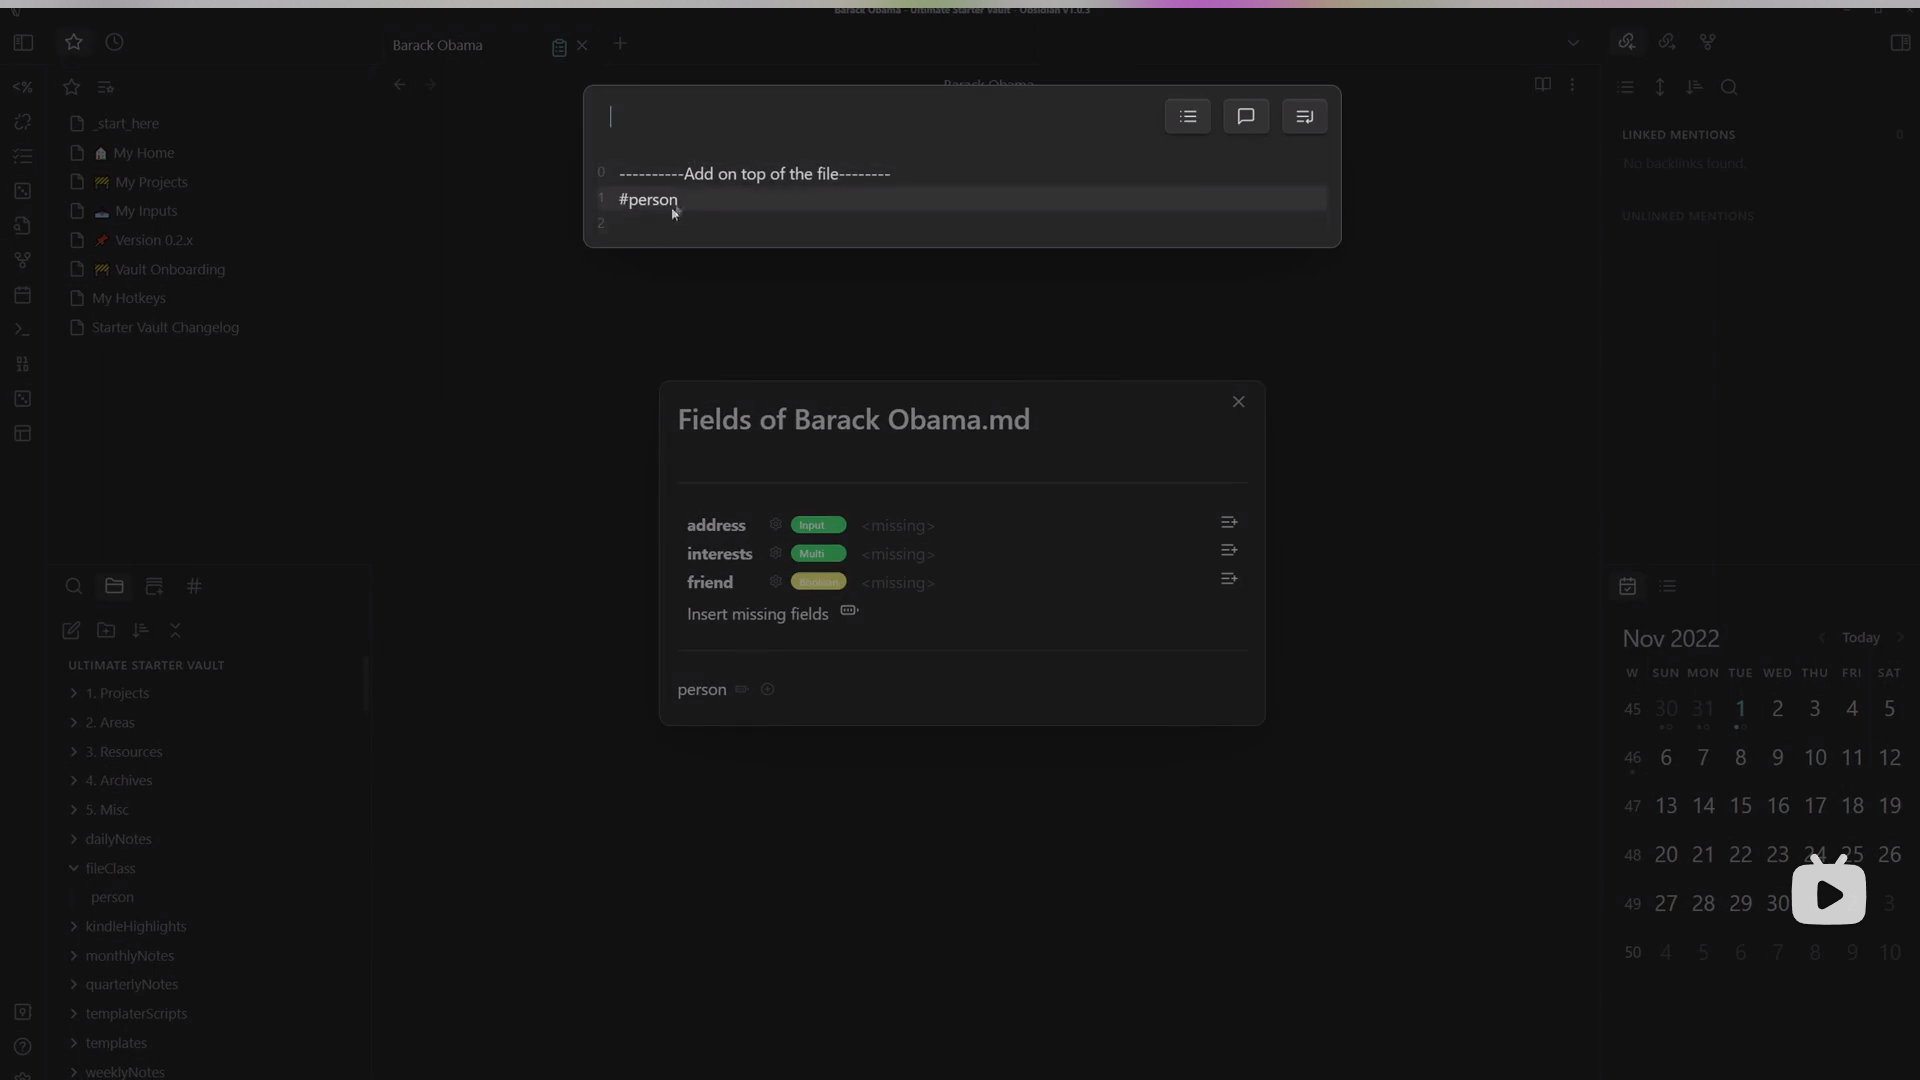 Barack Obama - Ultimate Starter Vault - Obsidian v1.0.3
Barack Obama
<%
_start_here
My Home
My Projects
My Inputs
Version 0.2.x
Vault Onboarding
My Hotkeys
Starter Vault Changelog
Barack Obama
0 ----------Add on top of the file--------
1 #person
2
Fields of Barack Obama.md
address Input <missing>
interests Multi <missing>
friend Boolean <missing>
Insert missing fields
person
ULTIMATE STARTER VAULT
1. Projects
2. Areas
3. Resources
4. Archives
5. Misc
dailyNotes
fileClass
person
kindleHighlights
monthlyNotes
quarterlyNotes
templaterScripts
templates
weeklyNotes
LINKED MENTIONS 0
No backlinks found.
UNLINKED MENTIONS
Nov 2022 Today
W SUN MON TUE WED THU FRI SAT
45 30 31 1 2 3 4 5
46 6 7 8 9 10 11 12
47 13 14 15 16 17 18 19
48 20 21 22 23 24 25 26
49 27 28 29 30 3
50 4 5 6 7 8 9 10